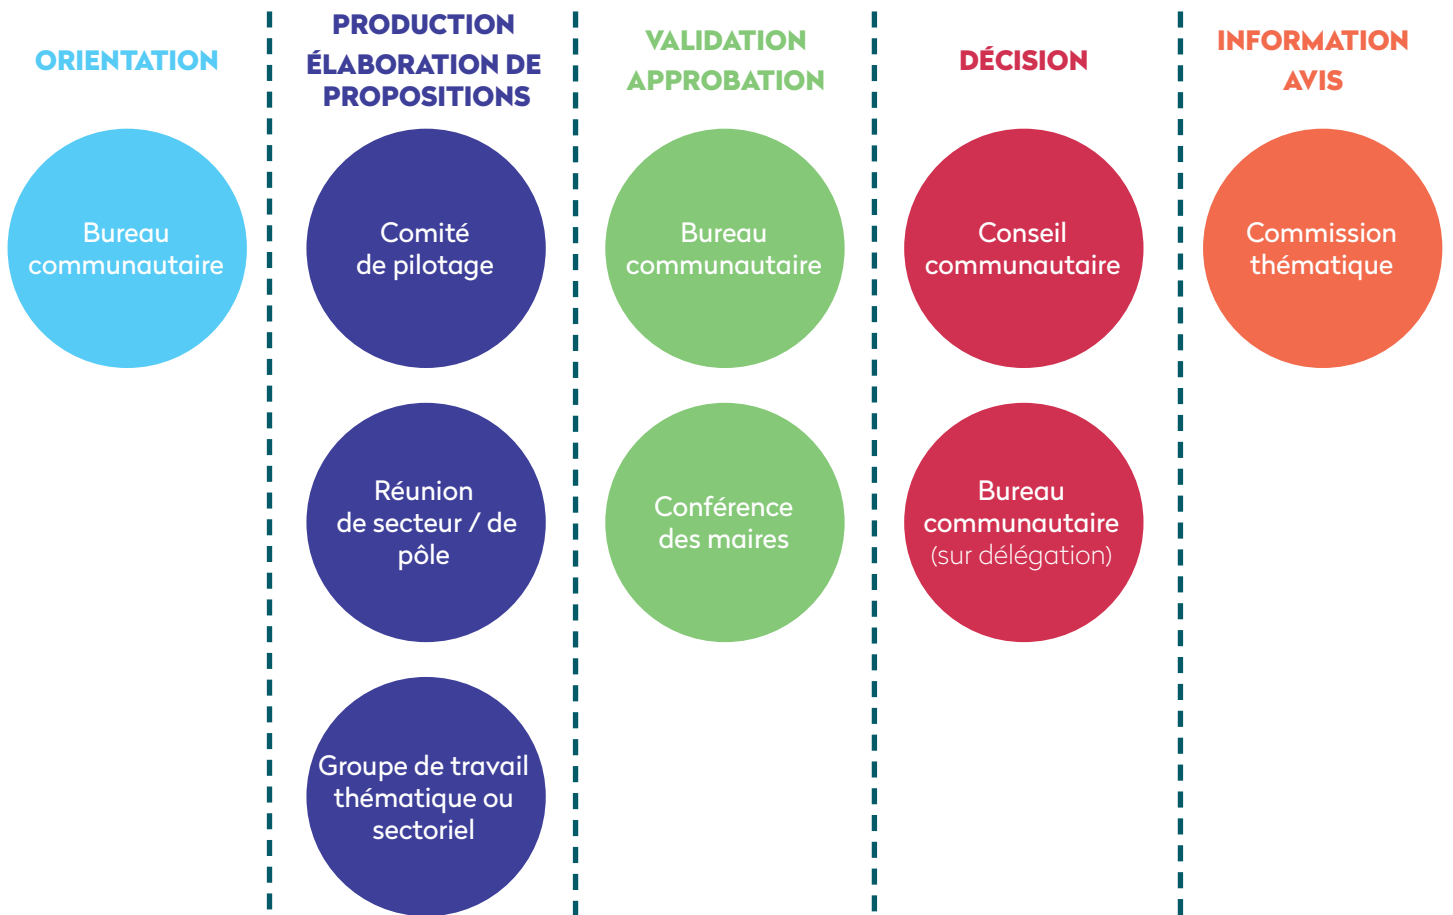 ORIENTATION
PRODUCTION
ÉLABORATION DE
PROPOSITIONS
VALIDATION
APPROBATION
DÉCISION
INFORMATION
AVIS
Bureau
communautaire
Comité
de pilotage
Bureau
communautaire
Conseil
communautaire
Commission
thématique
Réunion
de secteur / de
pôle
Conférence
des maires
Bureau
communautaire
(sur délégation)
Groupe de travail
thématique ou
sectoriel